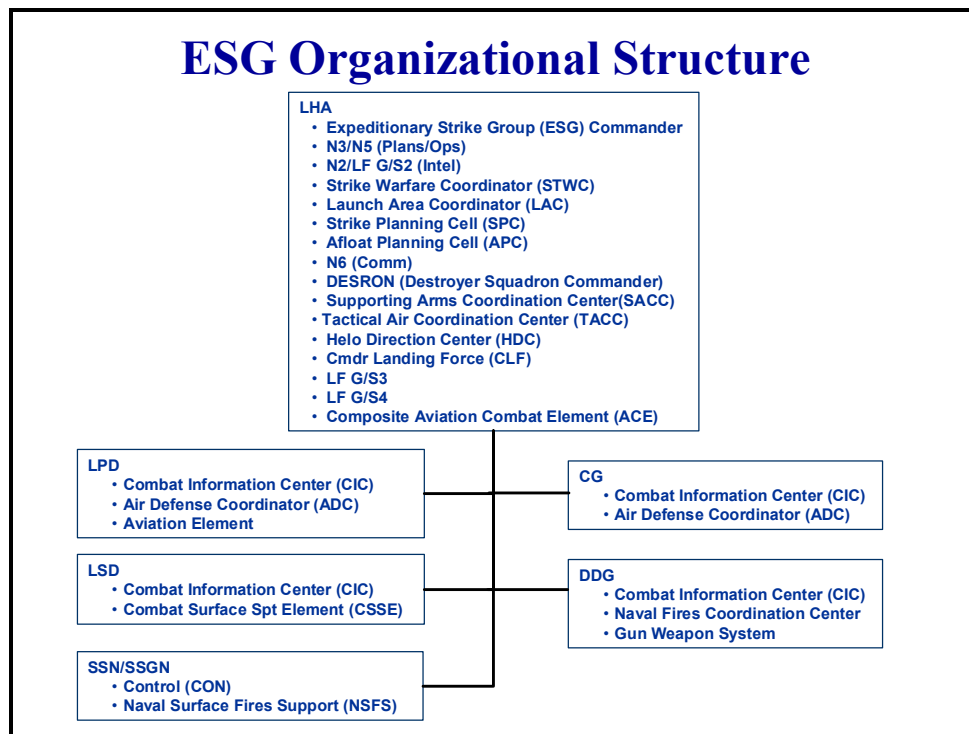 ESG Organizational Structure
LHA
• Expeditionary Strike Group (ESG) Commander
• N3/N5 (Plans/Ops)
• N2/LF G/S2 (Intel)
• Strike Warfare Coordinator (STWC)
• Launch Area Coordinator (LAC)
• Strike Planning Cell (SPC)
• Afloat Planning Cell (APC)
• N6 (Comm)
• DESRON (Destroyer Squadron Commander)
• Supporting Arms Coordination Center(SACC)
• Tactical Air Coordination Center (TACC)
• Helo Direction Center (HDC)
• Cmdr Landing Force (CLF)
• LF G/S3
• LF G/S4
• Composite Aviation Combat Element (ACE)
LPD
• Combat Information Center (CIC)
• Air Defense Coordinator (ADC)
• Aviation Element
CG
• Combat Information Center (CIC)
• Air Defense Coordinator (ADC)
LSD
• Combat Information Center (CIC)
• Combat Surface Spt Element (CSSE)
DDG
• Combat Information Center (CIC)
• Naval Fires Coordination Center
• Gun Weapon System
SSN/SSGN
• Control (CON)
• Naval Surface Fires Support (NSFS)